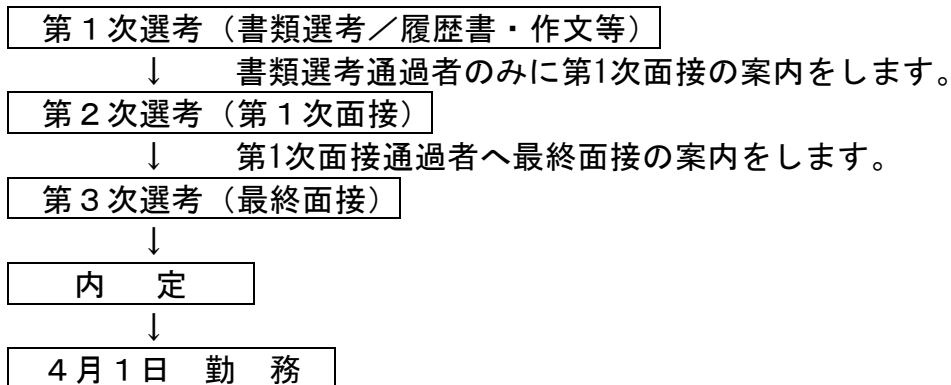 第１次選考（書類選考／履歴書・作文等）
↓　　書類選考通過者のみに第1次面接の案内をします。
第２次選考（第１次面接）
↓　　第1次面接通過者へ最終面接の案内をします。
第３次選考（最終面接）
↓
内　定
↓
４月１日　勤　務